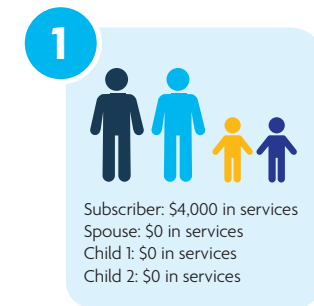 1
Subscriber: $4,000 in services
Spouse: $0 in services
Child 1: $0 in services
Child 2: $0 in services